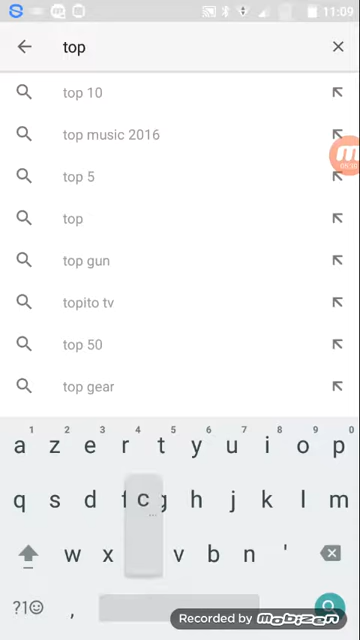 11:09
top
top 10
top music 2016
top 5
top
top gun
topito tv
top 50
top gear
1 2 3 4 5 6 7 8 9 0
a z e r t y u i o p
q s d f c g h j k l m
w x v b n '
?1☺ ,
Recorded by Mobizen